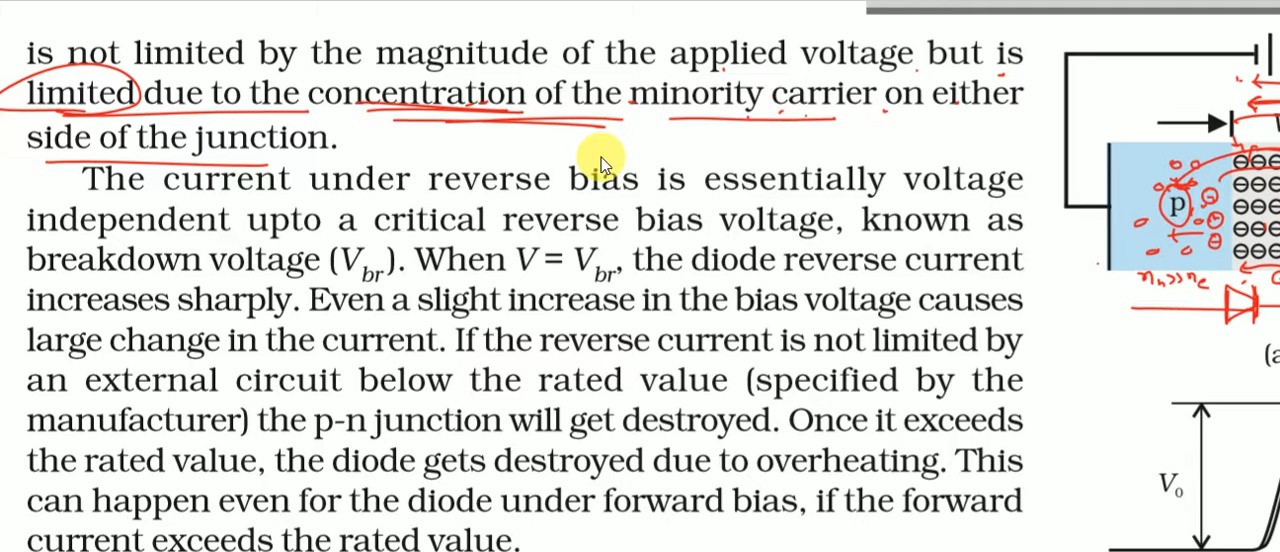 is not limited by the magnitude of the applied voltage but is
limited due to the concentration of the minority carrier on either
side of the junction.
The current under reverse bias is essentially voltage
independent upto a critical reverse bias voltage, known as
breakdown voltage (Vbr). When V = Vbr, the diode reverse current
increases sharply. Even a slight increase in the bias voltage causes
large change in the current. If the reverse current is not limited by
an external circuit below the rated value (specified by the
manufacturer) the p-n junction will get destroyed. Once it exceeds
the rated value, the diode gets destroyed due to overheating. This
can happen even for the diode under forward bias, if the forward
current exceeds the rated value.
p
nh>>ne
(a
V0